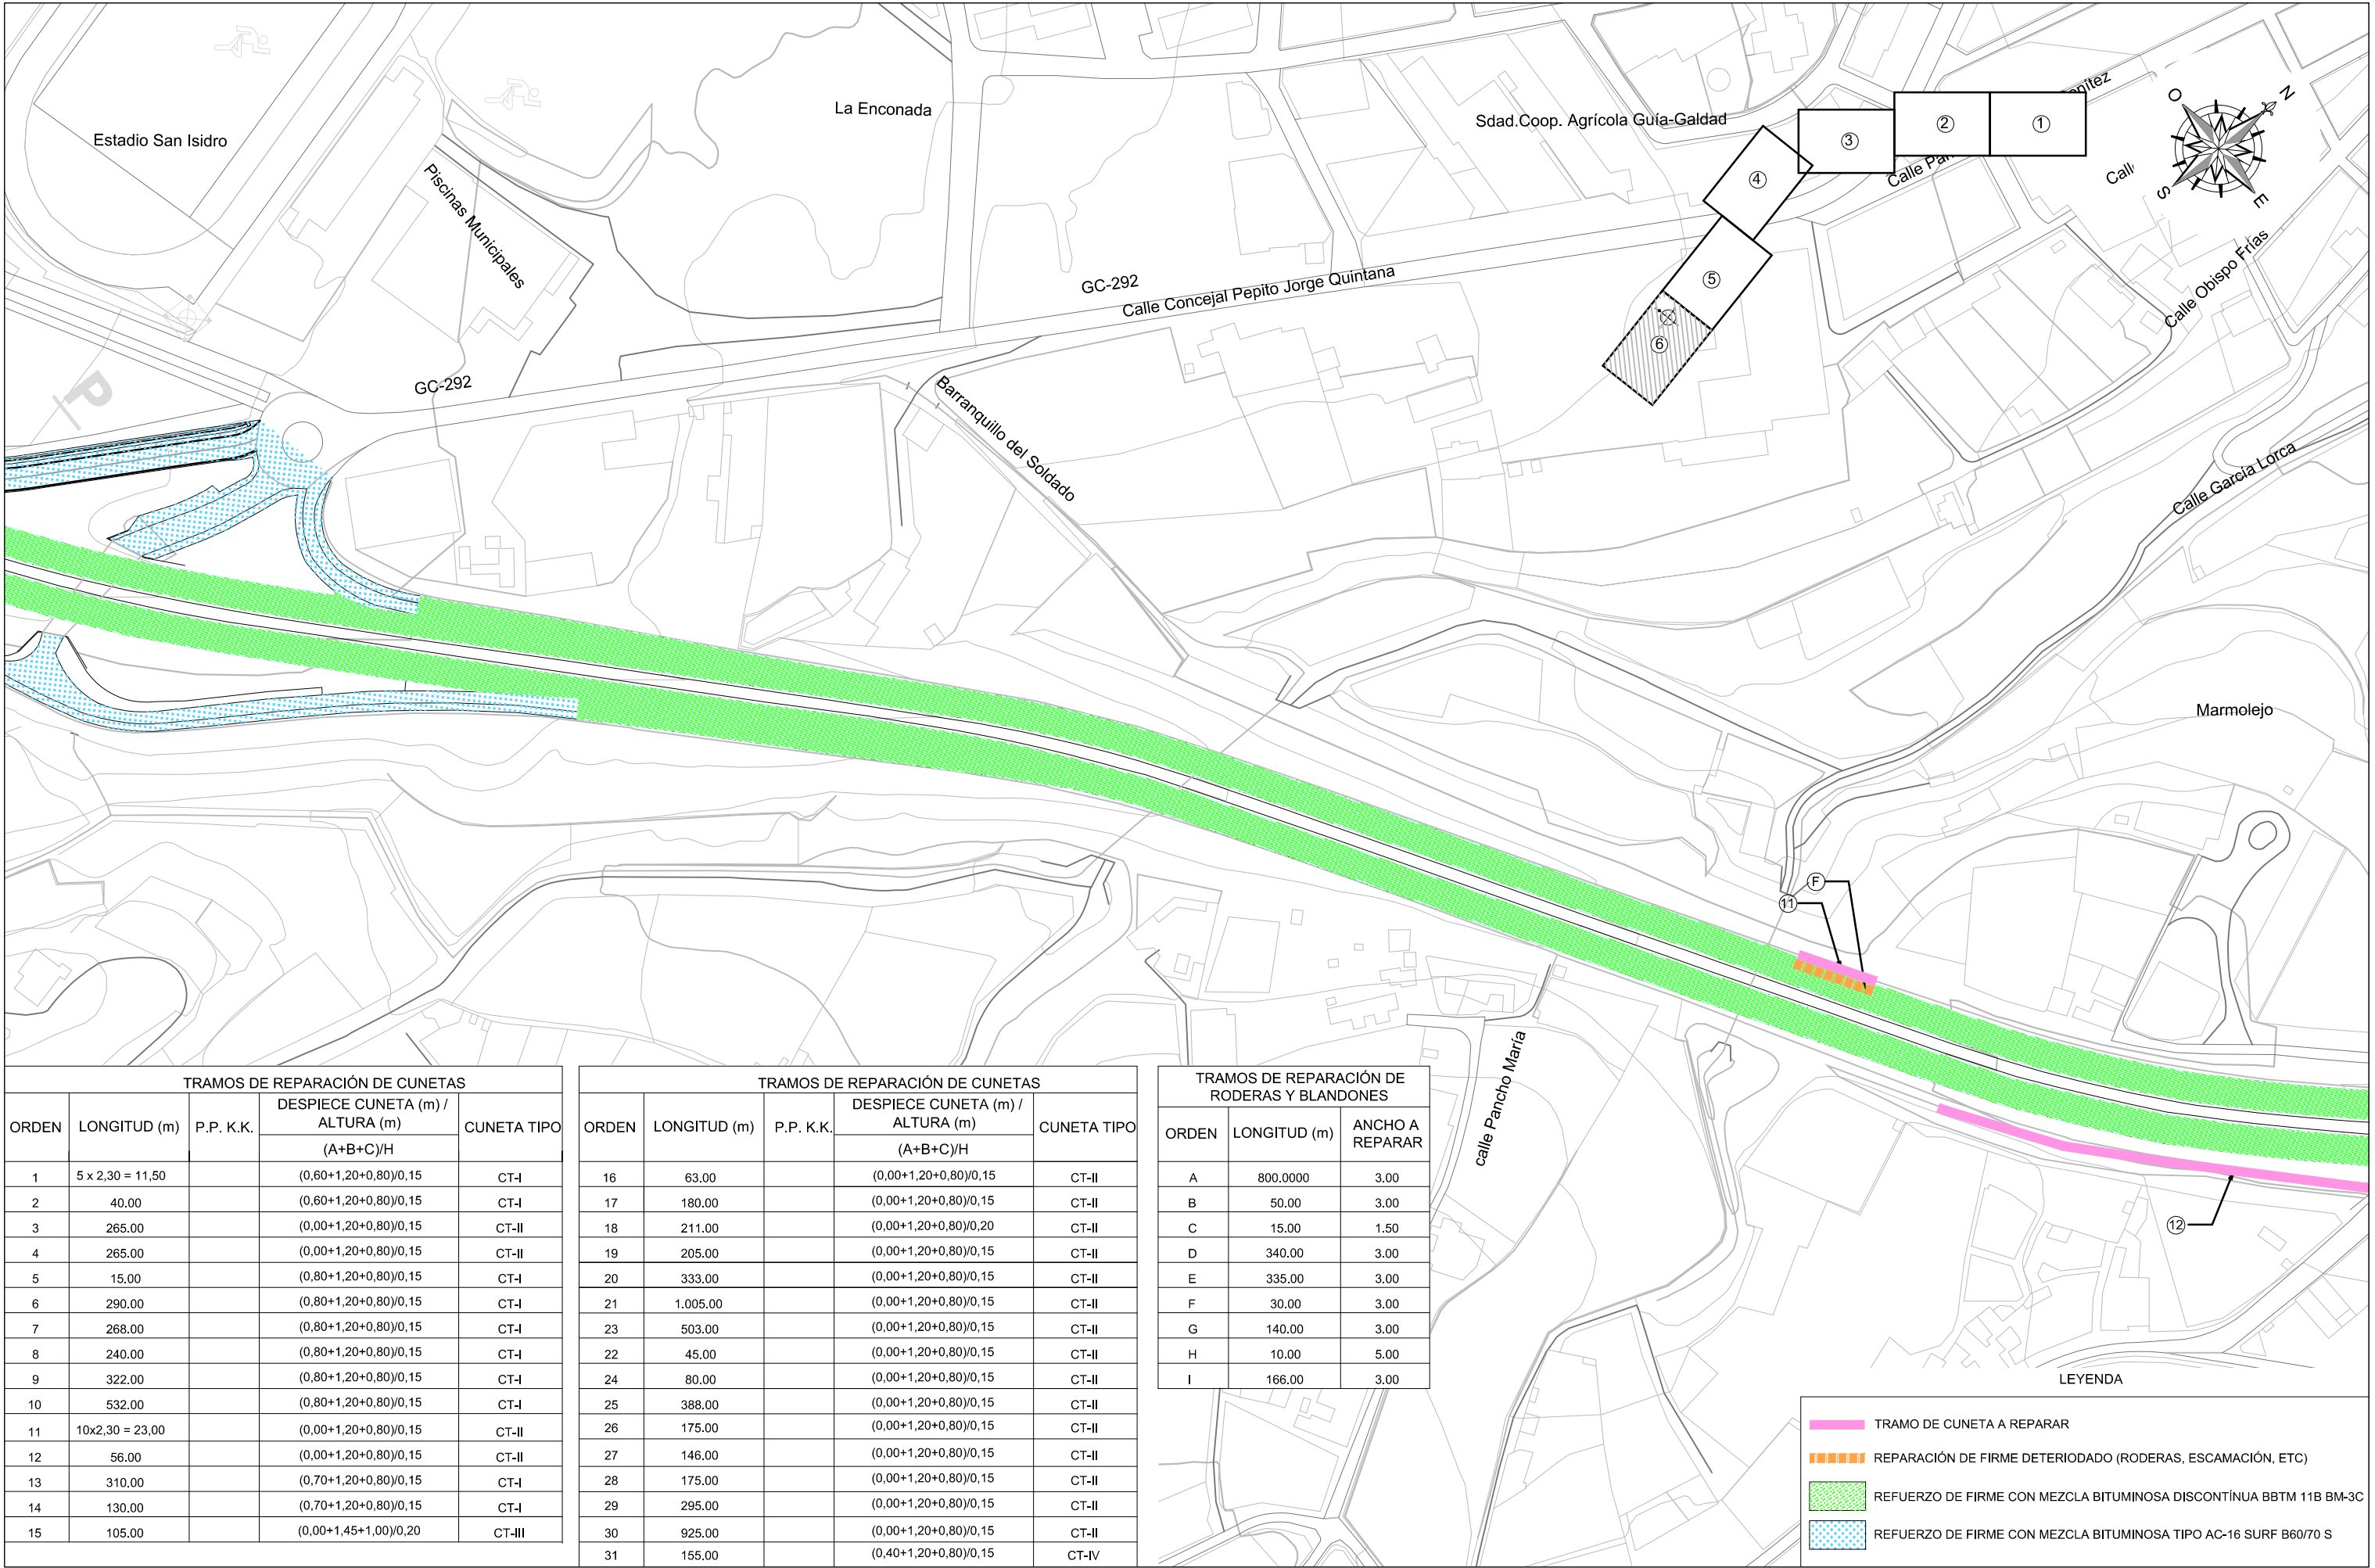 Estadio San Isidro
Piscinas Municipales
La Enconada
Sdad.Coop. Agrícola Guía-Galdad
Calle Concejal Pepito Jorge Quintana
GC-292
GC-292
Barranquillo del Soldado
Calle Obispo Frías
Calle García Lorca
Marmolejo
calle Pancho María
P
1
2
3
4
5
6
N
O
S
E
F
11
12
TRAMOS DE REPARACIÓN DE CUNETAS
ORDEN LONGITUD (m) P.P. K.K. DESPIECE CUNETA (m) / ALTURA (m) (A+B+C)/H CUNETA TIPO
1 5 x 2,30 = 11,50 (0,60+1,20+0,80)/0,15 CT-I
2 40.00 (0,60+1,20+0,80)/0,15 CT-I
3 265.00 (0,00+1,20+0,80)/0,15 CT-II
4 265.00 (0,00+1,20+0,80)/0,15 CT-II
5 15.00 (0,80+1,20+0,80)/0,15 CT-I
6 290.00 (0,80+1,20+0,80)/0,15 CT-I
7 268.00 (0,80+1,20+0,80)/0,15 CT-I
8 240.00 (0,80+1,20+0,80)/0,15 CT-I
9 322.00 (0,80+1,20+0,80)/0,15 CT-I
10 532.00 (0,80+1,20+0,80)/0,15 CT-I
11 10x2,30 = 23,00 (0,00+1,20+0,80)/0,15 CT-II
12 56.00 (0,00+1,20+0,80)/0,15 CT-II
13 310.00 (0,70+1,20+0,80)/0,15 CT-I
14 130.00 (0,70+1,20+0,80)/0,15 CT-I
15 105.00 (0,00+1,45+1,00)/0,20 CT-III
TRAMOS DE REPARACIÓN DE CUNETAS
ORDEN LONGITUD (m) P.P. K.K. DESPIECE CUNETA (m) / ALTURA (m) (A+B+C)/H CUNETA TIPO
16 63.00 (0,00+1,20+0,80)/0,15 CT-II
17 180.00 (0,00+1,20+0,80)/0,15 CT-II
18 211.00 (0,00+1,20+0,80)/0,20 CT-II
19 205.00 (0,00+1,20+0,80)/0,15 CT-II
20 333.00 (0,00+1,20+0,80)/0,15 CT-II
21 1.005.00 (0,00+1,20+0,80)/0,15 CT-II
23 503.00 (0,00+1,20+0,80)/0,15 CT-II
22 45.00 (0,00+1,20+0,80)/0,15 CT-II
24 80.00 (0,00+1,20+0,80)/0,15 CT-II
25 388.00 (0,00+1,20+0,80)/0,15 CT-II
26 175.00 (0,00+1,20+0,80)/0,15 CT-II
27 146.00 (0,00+1,20+0,80)/0,15 CT-II
28 175.00 (0,00+1,20+0,80)/0,15 CT-II
29 295.00 (0,00+1,20+0,80)/0,15 CT-II
30 925.00 (0,00+1,20+0,80)/0,15 CT-II
31 155.00 (0,40+1,20+0,80)/0,15 CT-IV
TRAMOS DE REPARACIÓN DE
RODERAS Y BLANDONES
ORDEN LONGITUD (m) ANCHO A REPARAR
A 800.0000 3.00
B 50.00 3.00
C 15.00 1.50
D 340.00 3.00
E 335.00 3.00
F 30.00 3.00
G 140.00 3.00
H 10.00 5.00
I 166.00 3.00
LEYENDA
TRAMO DE CUNETA A REPARAR
REPARACIÓN DE FIRME DETERIODADO (RODERAS, ESCAMACIÓN, ETC)
REFUERZO DE FIRME CON MEZCLA BITUMINOSA DISCONTÍNUA BBTM 11B BM-3C
REFUERZO DE FIRME CON MEZCLA BITUMINOSA TIPO AC-16 SURF B60/70 S